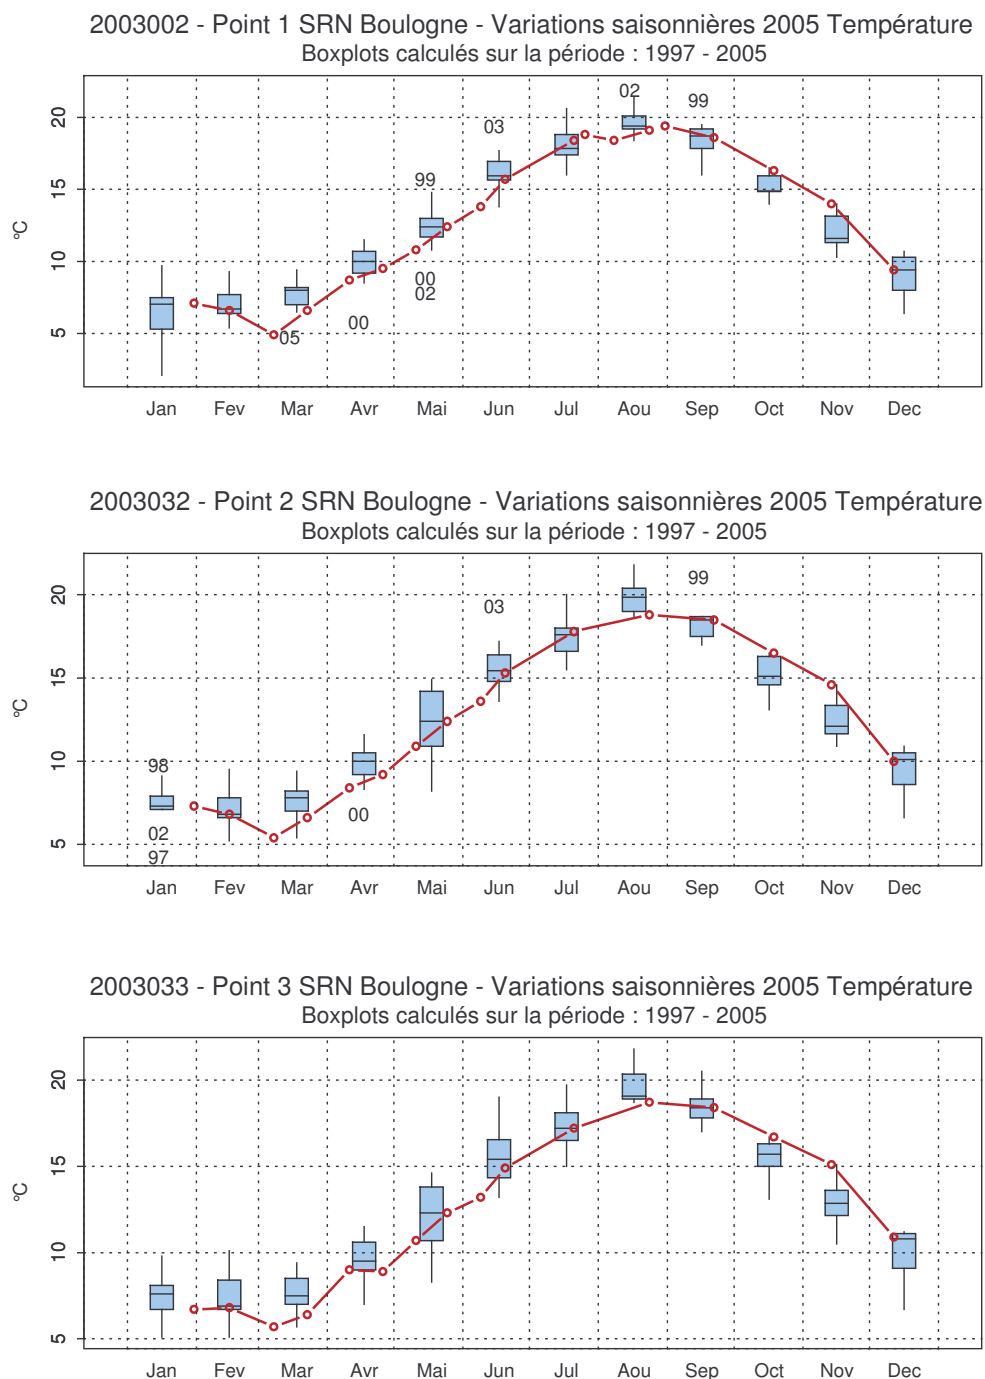 2003002 - Point 1 SRN Boulogne - Variations saisonnières 2005 Température
Boxplots calculés sur la période : 1997 - 2005
°C
20
15
10
5
02
99
03
99
00
02
00
05
Jan Fev Mar Avr Mai Jun Jul Aou Sep Oct Nov Dec
2003032 - Point 2 SRN Boulogne - Variations saisonnières 2005 Température
Boxplots calculés sur la période : 1997 - 2005
°C
20
15
10
5
99
03
98
00
02
97
Jan Fev Mar Avr Mai Jun Jul Aou Sep Oct Nov Dec
2003033 - Point 3 SRN Boulogne - Variations saisonnières 2005 Température
Boxplots calculés sur la période : 1997 - 2005
°C
20
15
10
5
Jan Fev Mar Avr Mai Jun Jul Aou Sep Oct Nov Dec